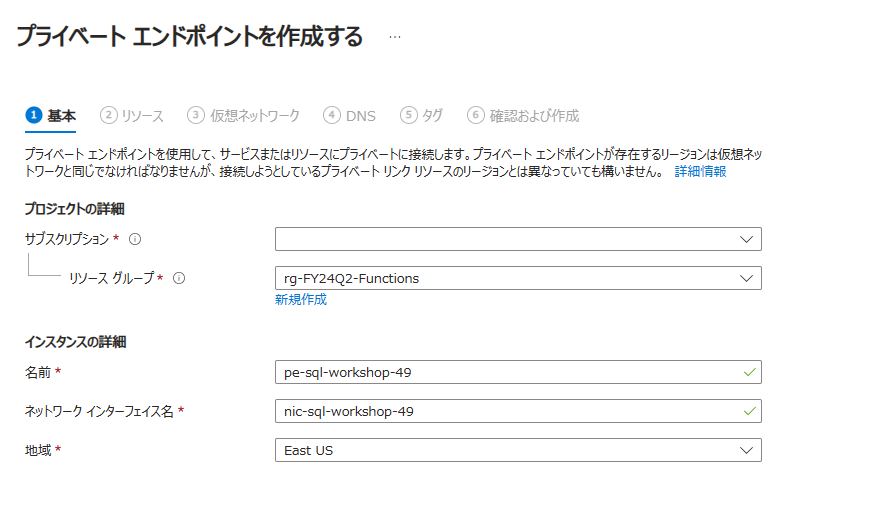 プライベート エンドポイントを作成する …
1 基本 2 リソース 3 仮想ネットワーク 4 DNS 5 タグ 6 確認および作成
プライベート エンドポイントを使用して、サービスまたはリソースにプライベートに接続します。プライベート エンドポイントが存在するリージョンは仮想ネッ
トワークと同じでなければなりませんが、接続しようとしているプライベート リンク リソースのリージョンとは異なっていても構いません。 詳細情報
プロジェクトの詳細
サブスクリプション *
リソース グループ * rg-FY24Q2-Functions
新規作成
インスタンスの詳細
名前 * pe-sql-workshop-49
ネットワーク インターフェイス名 * nic-sql-workshop-49
地域 * East US